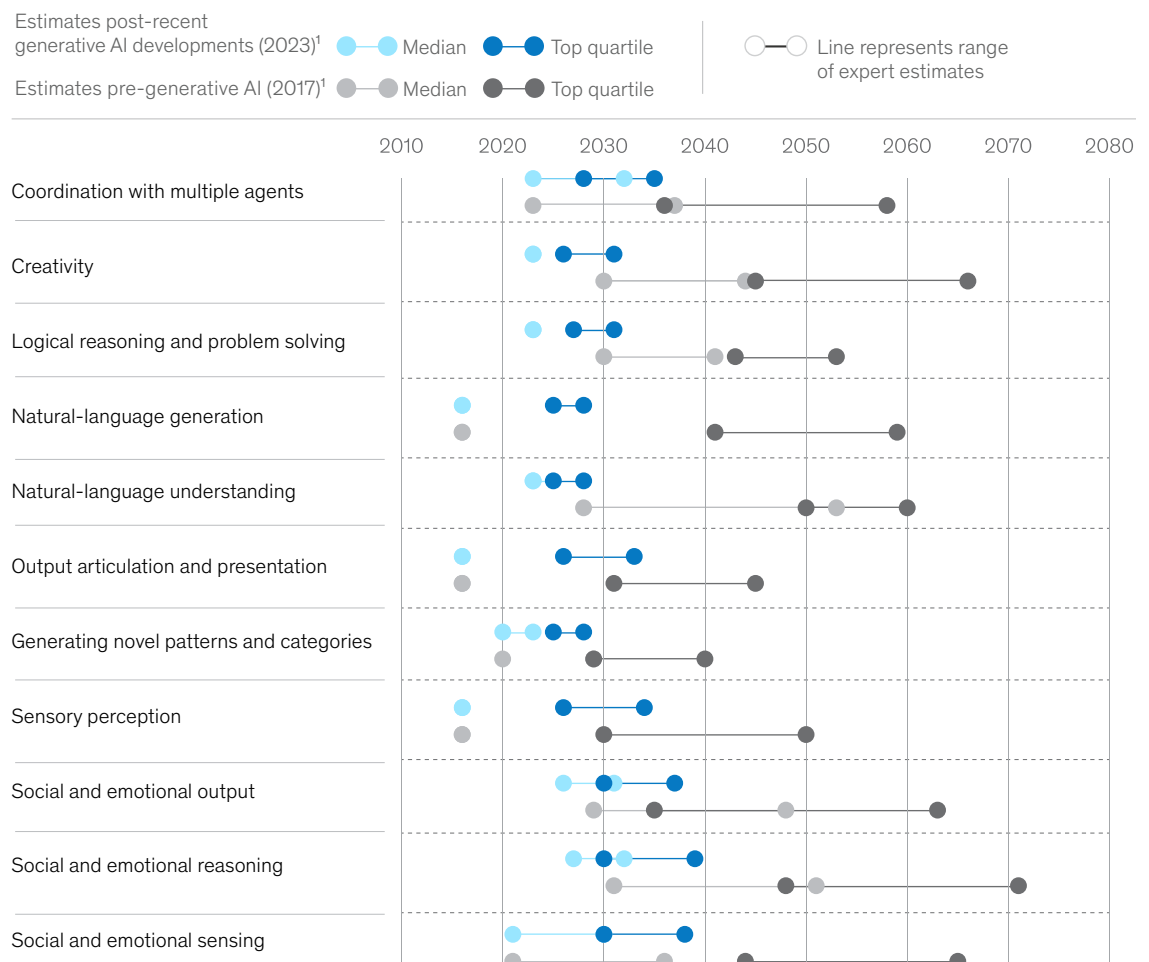 Estimates post-recent
generative AI developments (2023)¹ Median Top quartile
Line represents range
of expert estimates
Estimates pre-generative AI (2017)¹ Median Top quartile
2010 2020 2030 2040 2050 2060 2070 2080
Coordination with multiple agents
Creativity
Logical reasoning and problem solving
Natural-language generation
Natural-language understanding
Output articulation and presentation
Generating novel patterns and categories
Sensory perception
Social and emotional output
Social and emotional reasoning
Social and emotional sensing